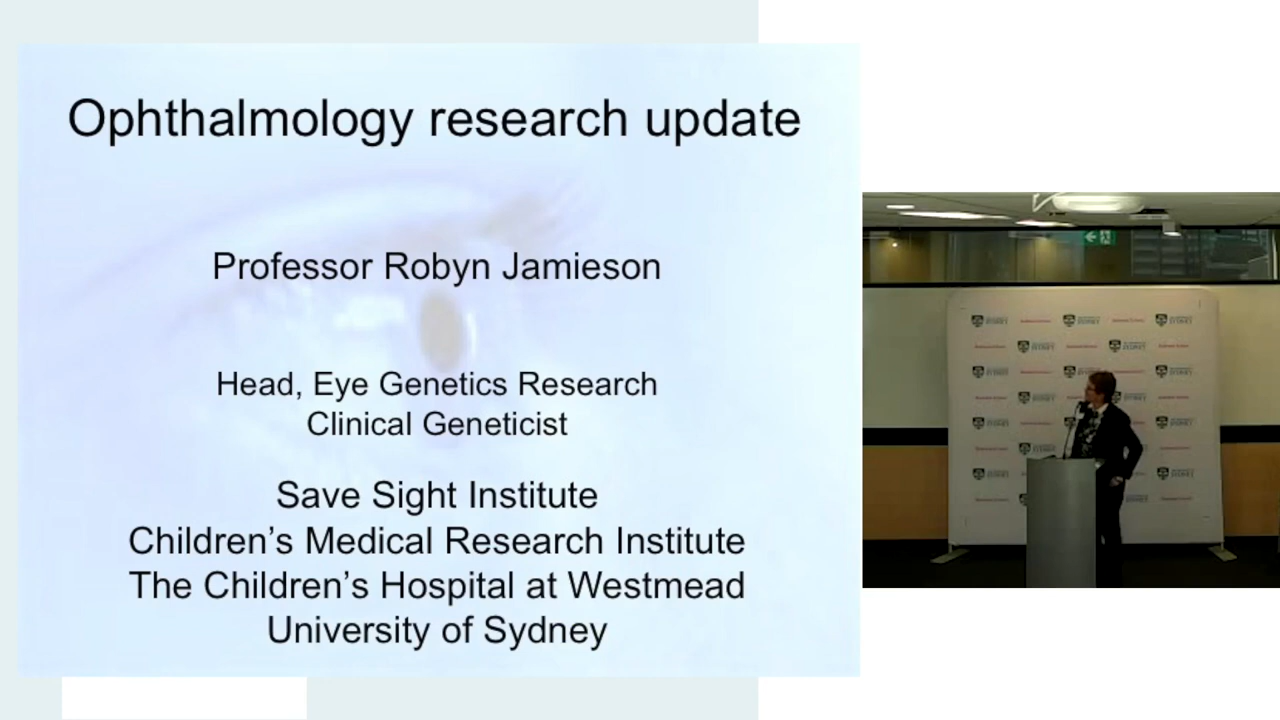 Ophthalmology research update
Professor Robyn Jamieson
Head, Eye Genetics Research
Clinical Geneticist
Save Sight Institute
Children's Medical Research Institute
The Children's Hospital at Westmead
University of Sydney